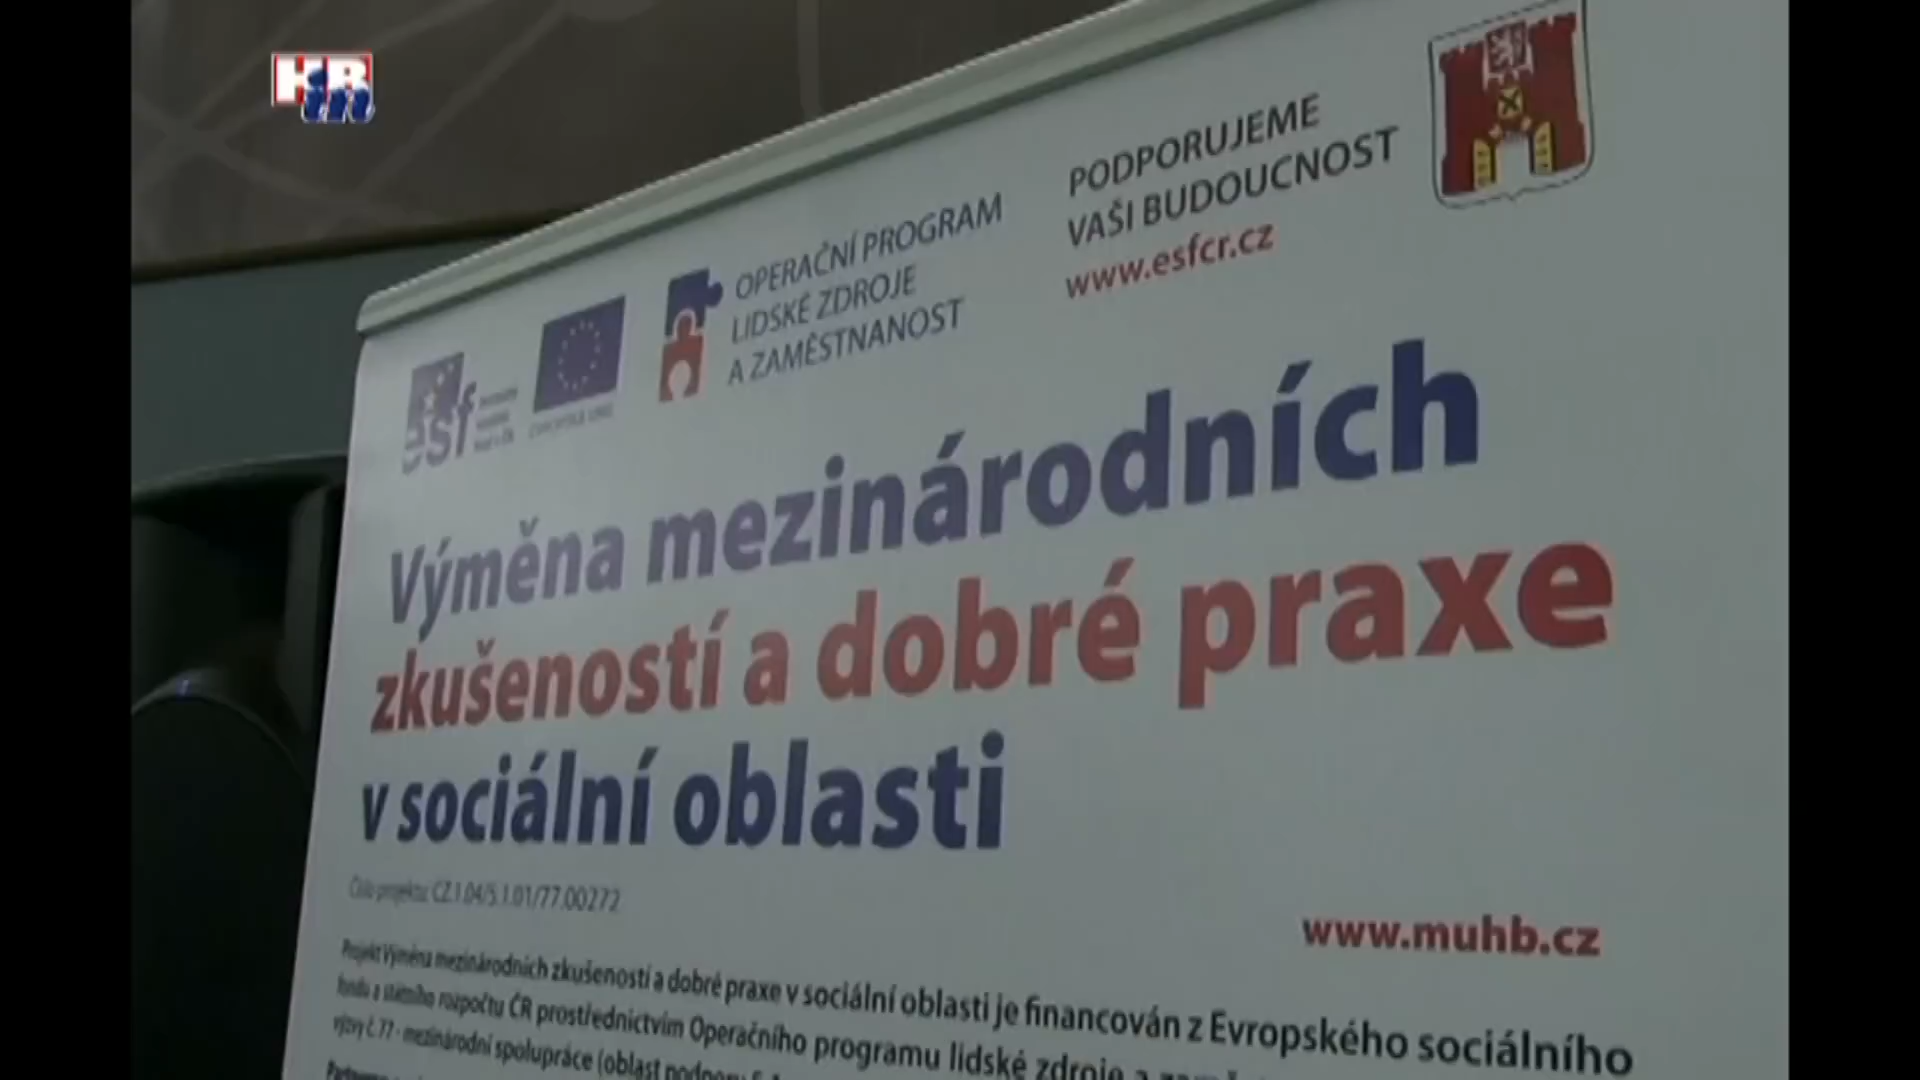 KR
in
OPERAČNÍ PROGRAM
LIDSKÉ ZDROJE
A ZAMĚSTNANOST
PODPORUJEME
VAŠI BUDOUCNOST
www.esfcr.cz
esf
Výměna mezinárodních
zkušeností a dobré praxe
v sociální oblasti
Číslo projektu: CZ.1.04/5.1.01/77.00272
www.muhb.cz
Projekt Výměna mezinárodních zkušeností a dobré praxe v sociální oblasti je financován z Evropského sociálního
fondu a státního rozpočtu ČR prostřednictvím Operačního programu lidské zdroje a
výzvy č. 77 - mezinárodní spolupráce (oblast podpory